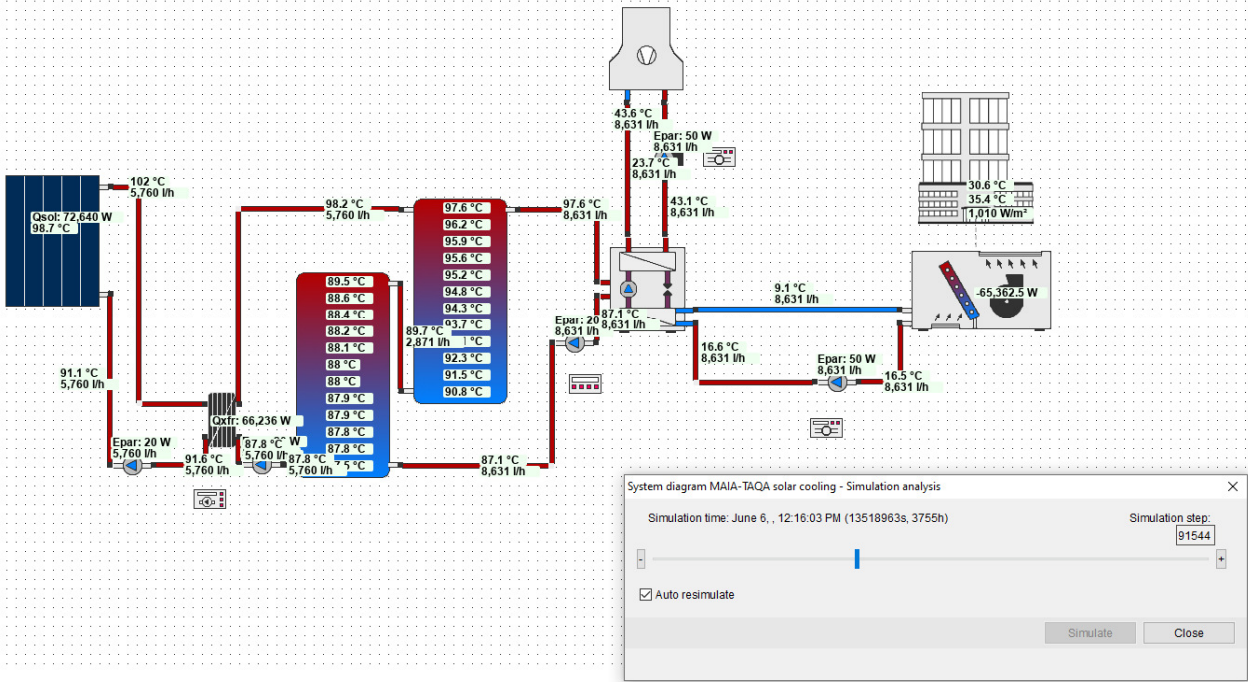 43.6 °C
8,631 l/h
Epar: 50 W
8,631 l/h
23.7 °C
8,631 l/h
43.1 °C
8,631 l/h
30.6 °C
35.4 °C
1,010 W/m²
102 °C
5,760 l/h
Qsol: 72,640 W
98.7 °C
98.2 °C
5,760 l/h
97.6 °C
96.2 °C
95.9 °C
95.6 °C
95.2 °C
94.8 °C
94.3 °C
93.7 °C
92.3 °C
91.5 °C
90.8 °C
97.6 °C
8,631 l/h
89.5 °C
88.6 °C
88.4 °C
88.2 °C
88.1 °C
88 °C
88 °C
87.9 °C
87.9 °C
87.8 °C
87.8 °C
89.7 °C
2,871 l/h
Epar: 20
8,631 l/h
87.1 °C
8,631 l/h
9.1 °C
8,631 l/h
-65,362.5 W
16.6 °C
8,631 l/h
Epar: 50 W
8,631 l/h
16.5 °C
8,631 l/h
91.1 °C
5,760 l/h
Qxfr: 66,236 W
Epar: 20 W
5,760 l/h
91.6 °C
5,760 l/h
87.8 °C
5,760 l/h
87.8 °C
5,760 l/h
87.1 °C
8,631 l/h
System diagram MAIA-TAQA solar cooling - Simulation analysis
Simulation time: June 6, , 12:16:03 PM (13518963s, 3755h)
Simulation step:
91544
-
+
Auto resimulate
Simulate
Close